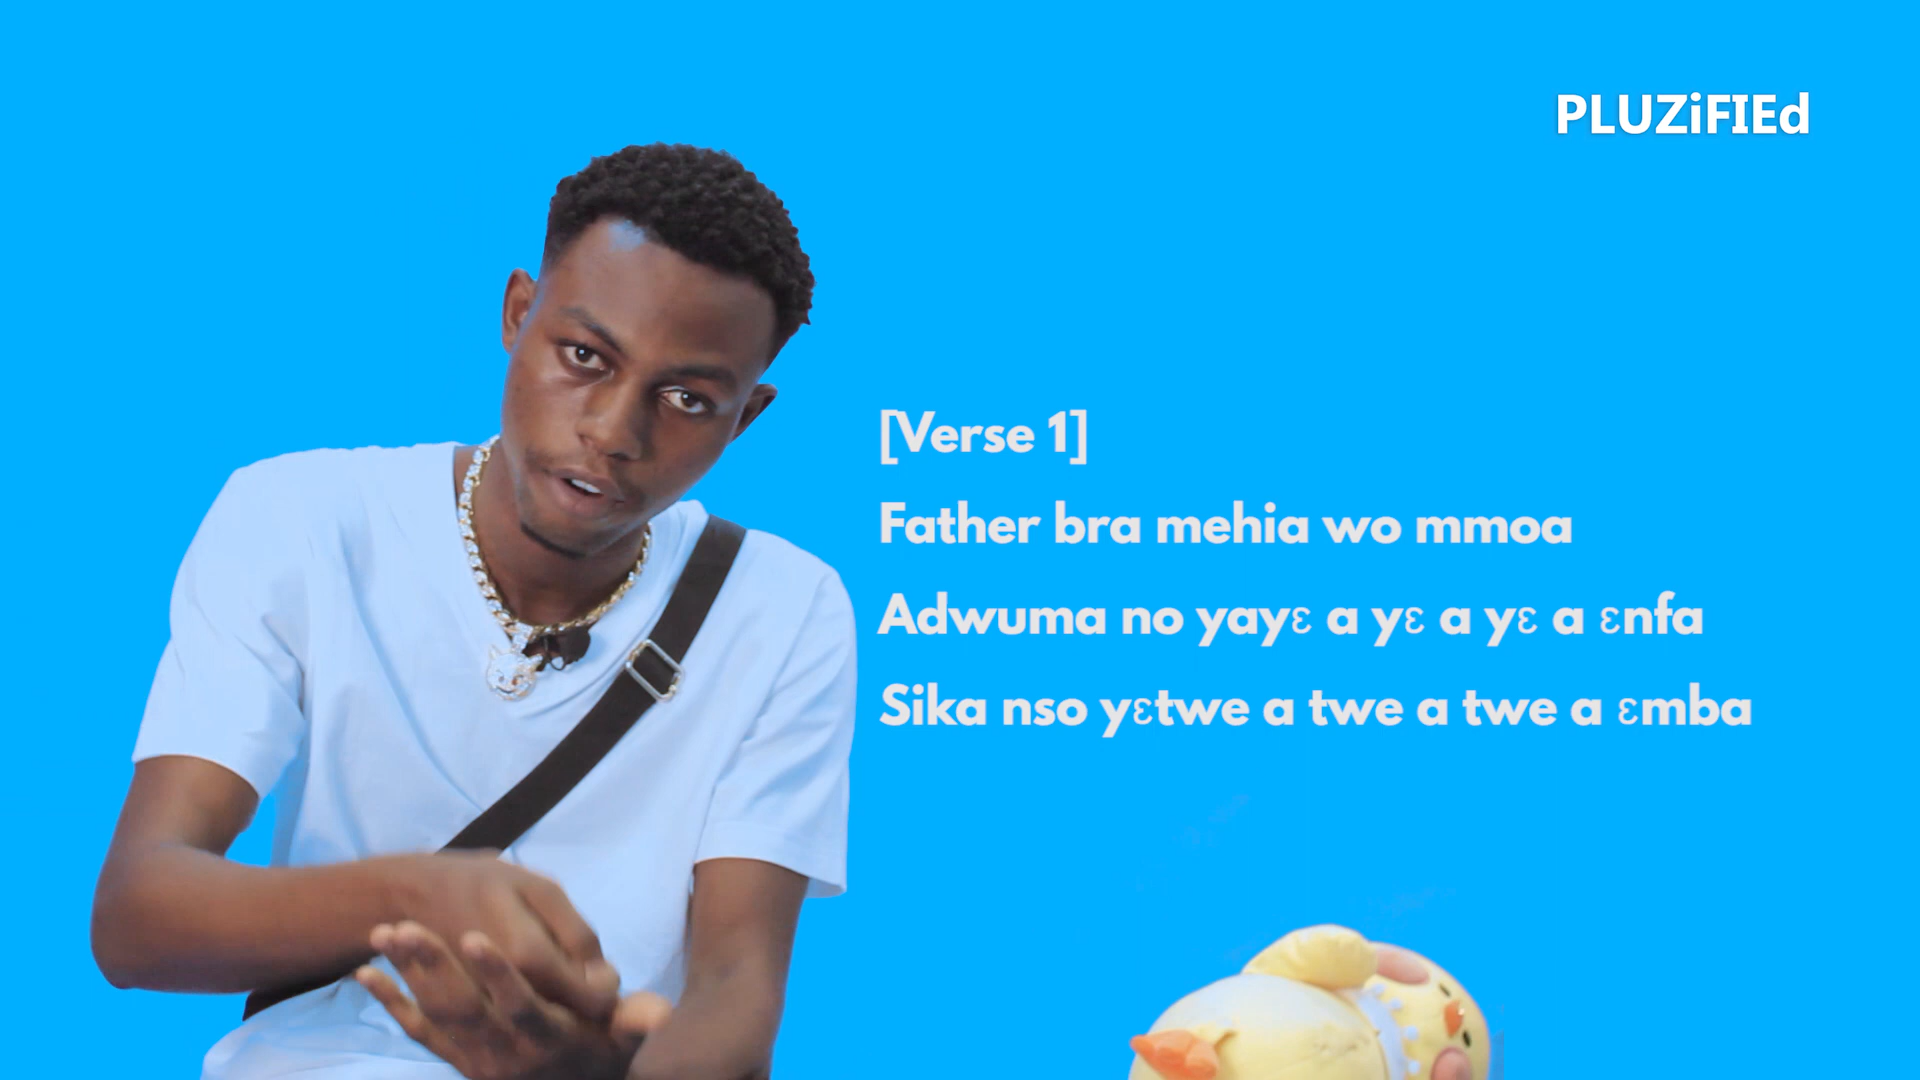 PLUZiFIEd
[Verse 1]
Father bra mehia wo mmoa
Adwuma no yayɛ a yɛ a yɛ a ɛnfa
Sika nso yɛtwe a twe a twe a ɛmba